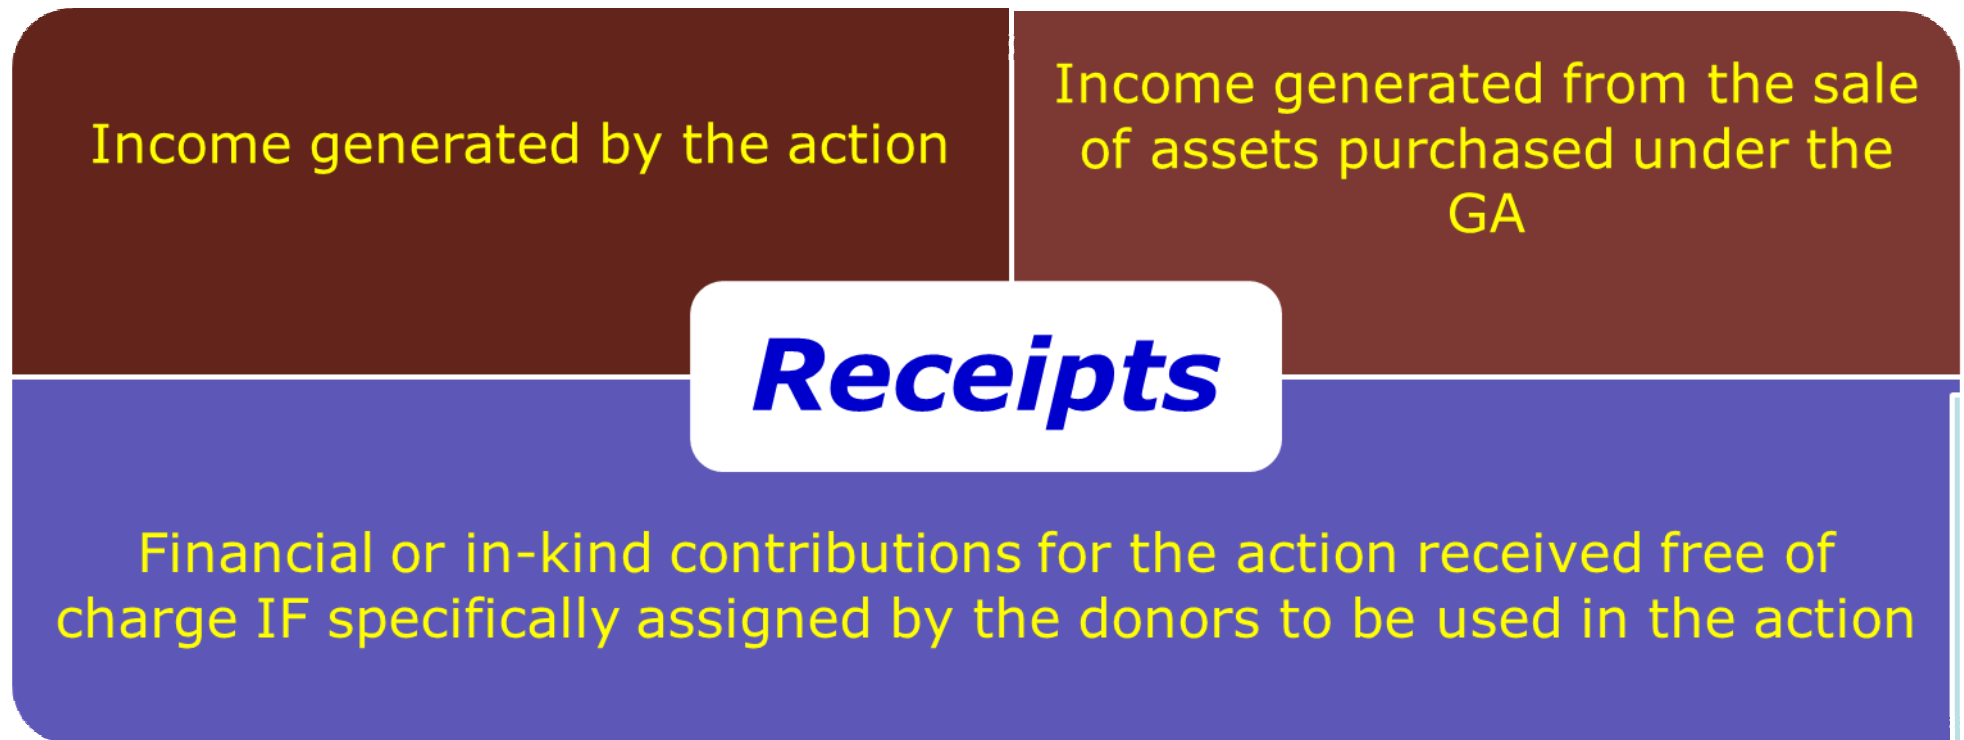 Income generated by the action
Income generated from the sale
of assets purchased under the
GA
Receipts
Financial or in-kind contributions for the action received free of
charge IF specifically assigned by the donors to be used in the action